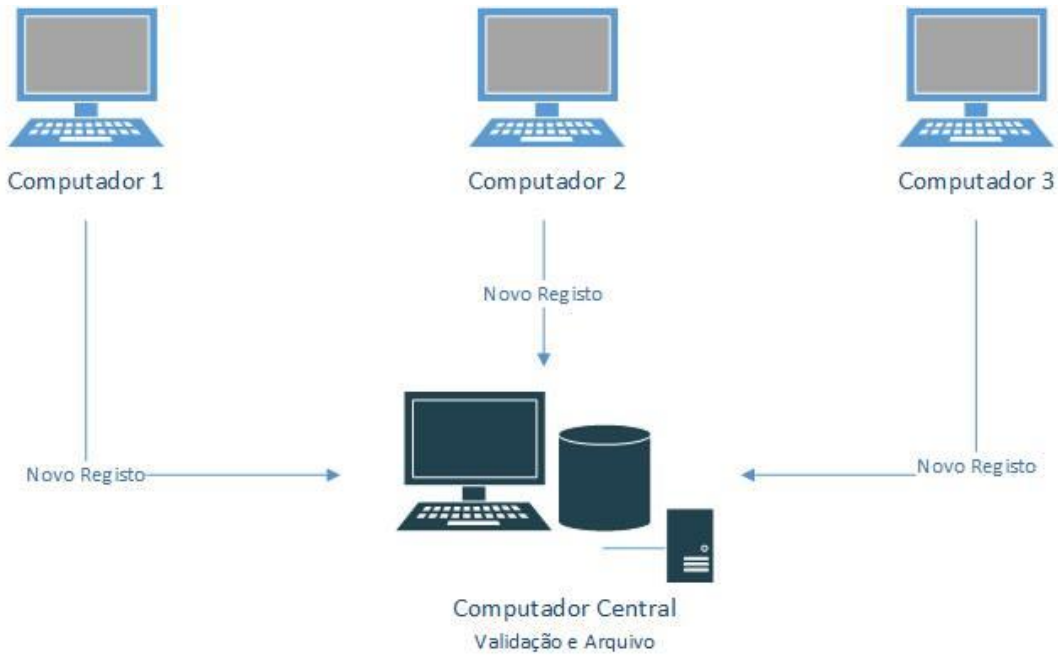 Computador 1
Computador 2
Computador 3
Novo Registo
Novo Registo
Novo Registo
Computador Central
Validação e Arquivo